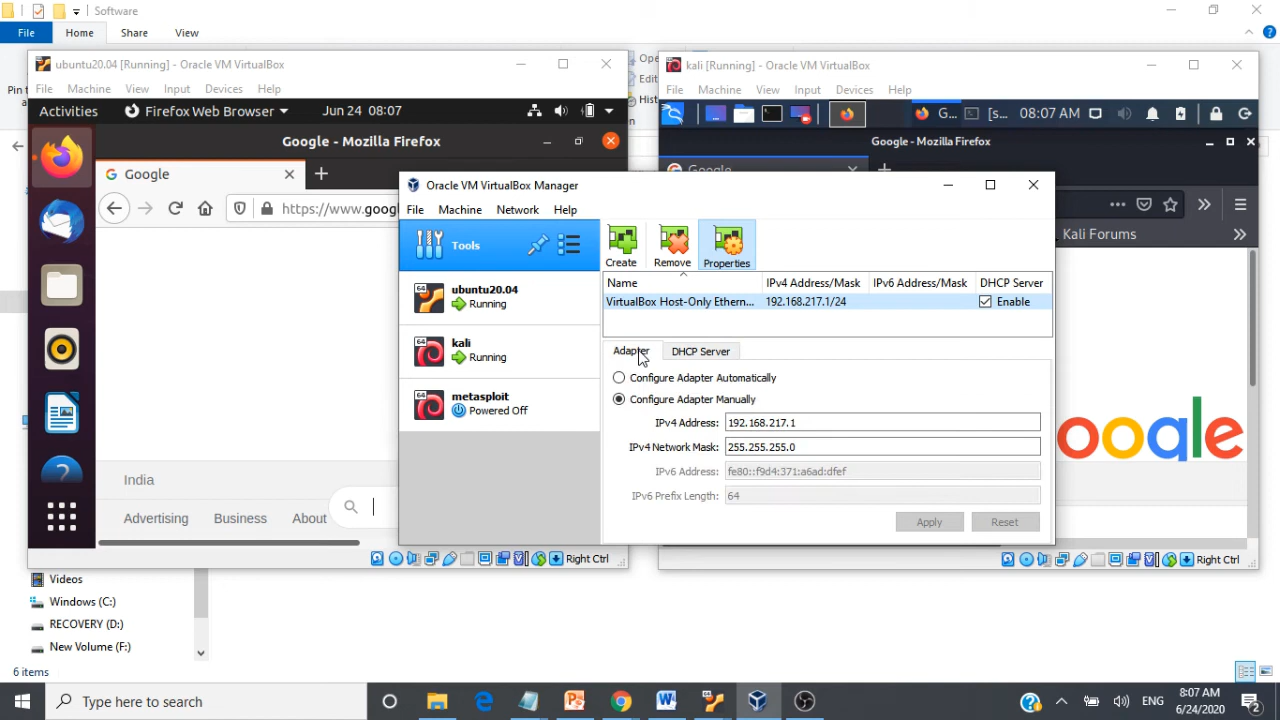 Software
File Home Share View
ubuntu20.04 [Running] - Oracle VM VirtualBox
File Machine View Input Devices Help
Activities Firefox Web Browser Jun 24 08:07
Google - Mozilla Firefox
Google
https://www.googl
India
Advertising Business About
Right Ctrl
kali [Running] - Oracle VM VirtualBox
File Machine View Input Devices Help
G... [s... 08:07 AM
Google - Mozilla Firefox
Google
Kali Forums
oogle
Right Ctrl
Oracle VM VirtualBox Manager
File Machine Network Help
Tools
ubuntu20.04
Running
kali
Running
metasploit
Powered Off
Create Remove Properties
Name IPv4 Address/Mask IPv6 Address/Mask DHCP Server
VirtualBox Host-Only Ethern... 192.168.217.1/24 Enable
Adapter DHCP Server
Configure Adapter Automatically
Configure Adapter Manually
IPv4 Address: 192.168.217.1
IPv4 Network Mask: 255.255.255.0
IPv6 Address: fe80::f9d4:371:a6ad:dfef
IPv6 Prefix Length: 64
Apply Reset
Videos
Windows (C:)
RECOVERY (D:)
New Volume (F:)
6 items
Type here to search
ENG
8:07 AM
6/24/2020
2